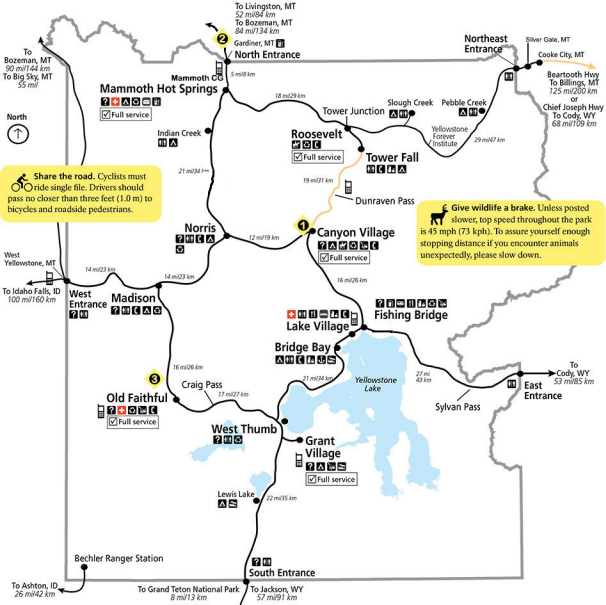 To Livingston, MT
52 mi/84 km
To Bozeman, MT
84 mi/134 km
2
Gardiner, MT
North Entrance
To
Bozeman, MT
90 mi/144 km
To Big Sky, MT
55 mil
North
Mammoth CG
5 mi/8 km
Mammoth Hot Springs
Full service
18 mi/29 km
Northeast
Entrance
Silver Gate, MT
Cooke City, MT
Beartooth Hwy
To Billings, MT
125 mi/200 km
or
Chief Joseph Hwy
To Cody, WY
68 mi/109 km
Tower Junction
Slough Creek
Pebble Creek
Yellowstone
Forever
Institute
29 mi/47 km
Indian Creek
Roosevelt
Full service
Tower Fall
21 mi/34 km
19 mi/31 km
Dunraven Pass
Share the road. Cyclists must
ride single file. Drivers should
pass no closer than three feet (1.0 m) to
bicycles and roadside pedestrians.
Give wildlife a brake. Unless posted
slower, top speed throughout the park
is 45 mph (73 kph). To assure yourself enough
stopping distance if you encounter animals
unexpectedly, please slow down.
1
Canyon Village
Full service
Norris
12 mi/19 km
West
Yellowstone, MT
14 mi/23 km
14 mi/23 km
To Idaho Falls, ID
100 mi/160 km
West
Entrance
Madison
16 mi/26 km
Fishing Bridge
Lake Village
Bridge Bay
16 mi/26 km
21 mi/34 km
Yellowstone
Lake
27 mi
43 km
Sylvan Pass
To
Cody, WY
53 mi/85 km
East
Entrance
3
Craig Pass
17 mi/27 km
Old Faithful
Full service
West Thumb
Grant
Village
Full service
Lewis Lake
22 mi/35 km
Bechler Ranger Station
South Entrance
To Ashton, ID
26 mi/42 km
To Grand Teton National Park
8 mi/13 km
To Jackson, WY
57 mi/91 km